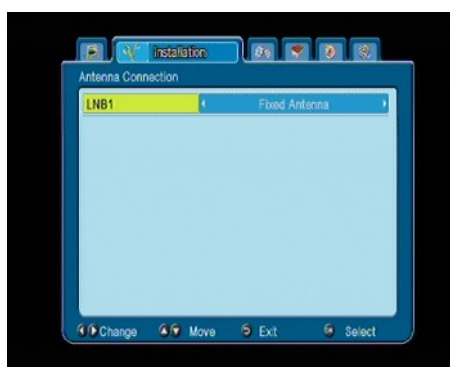 Installation
Antenna Connection
LNB1 Fixed Antenna
Change Move Exit Select